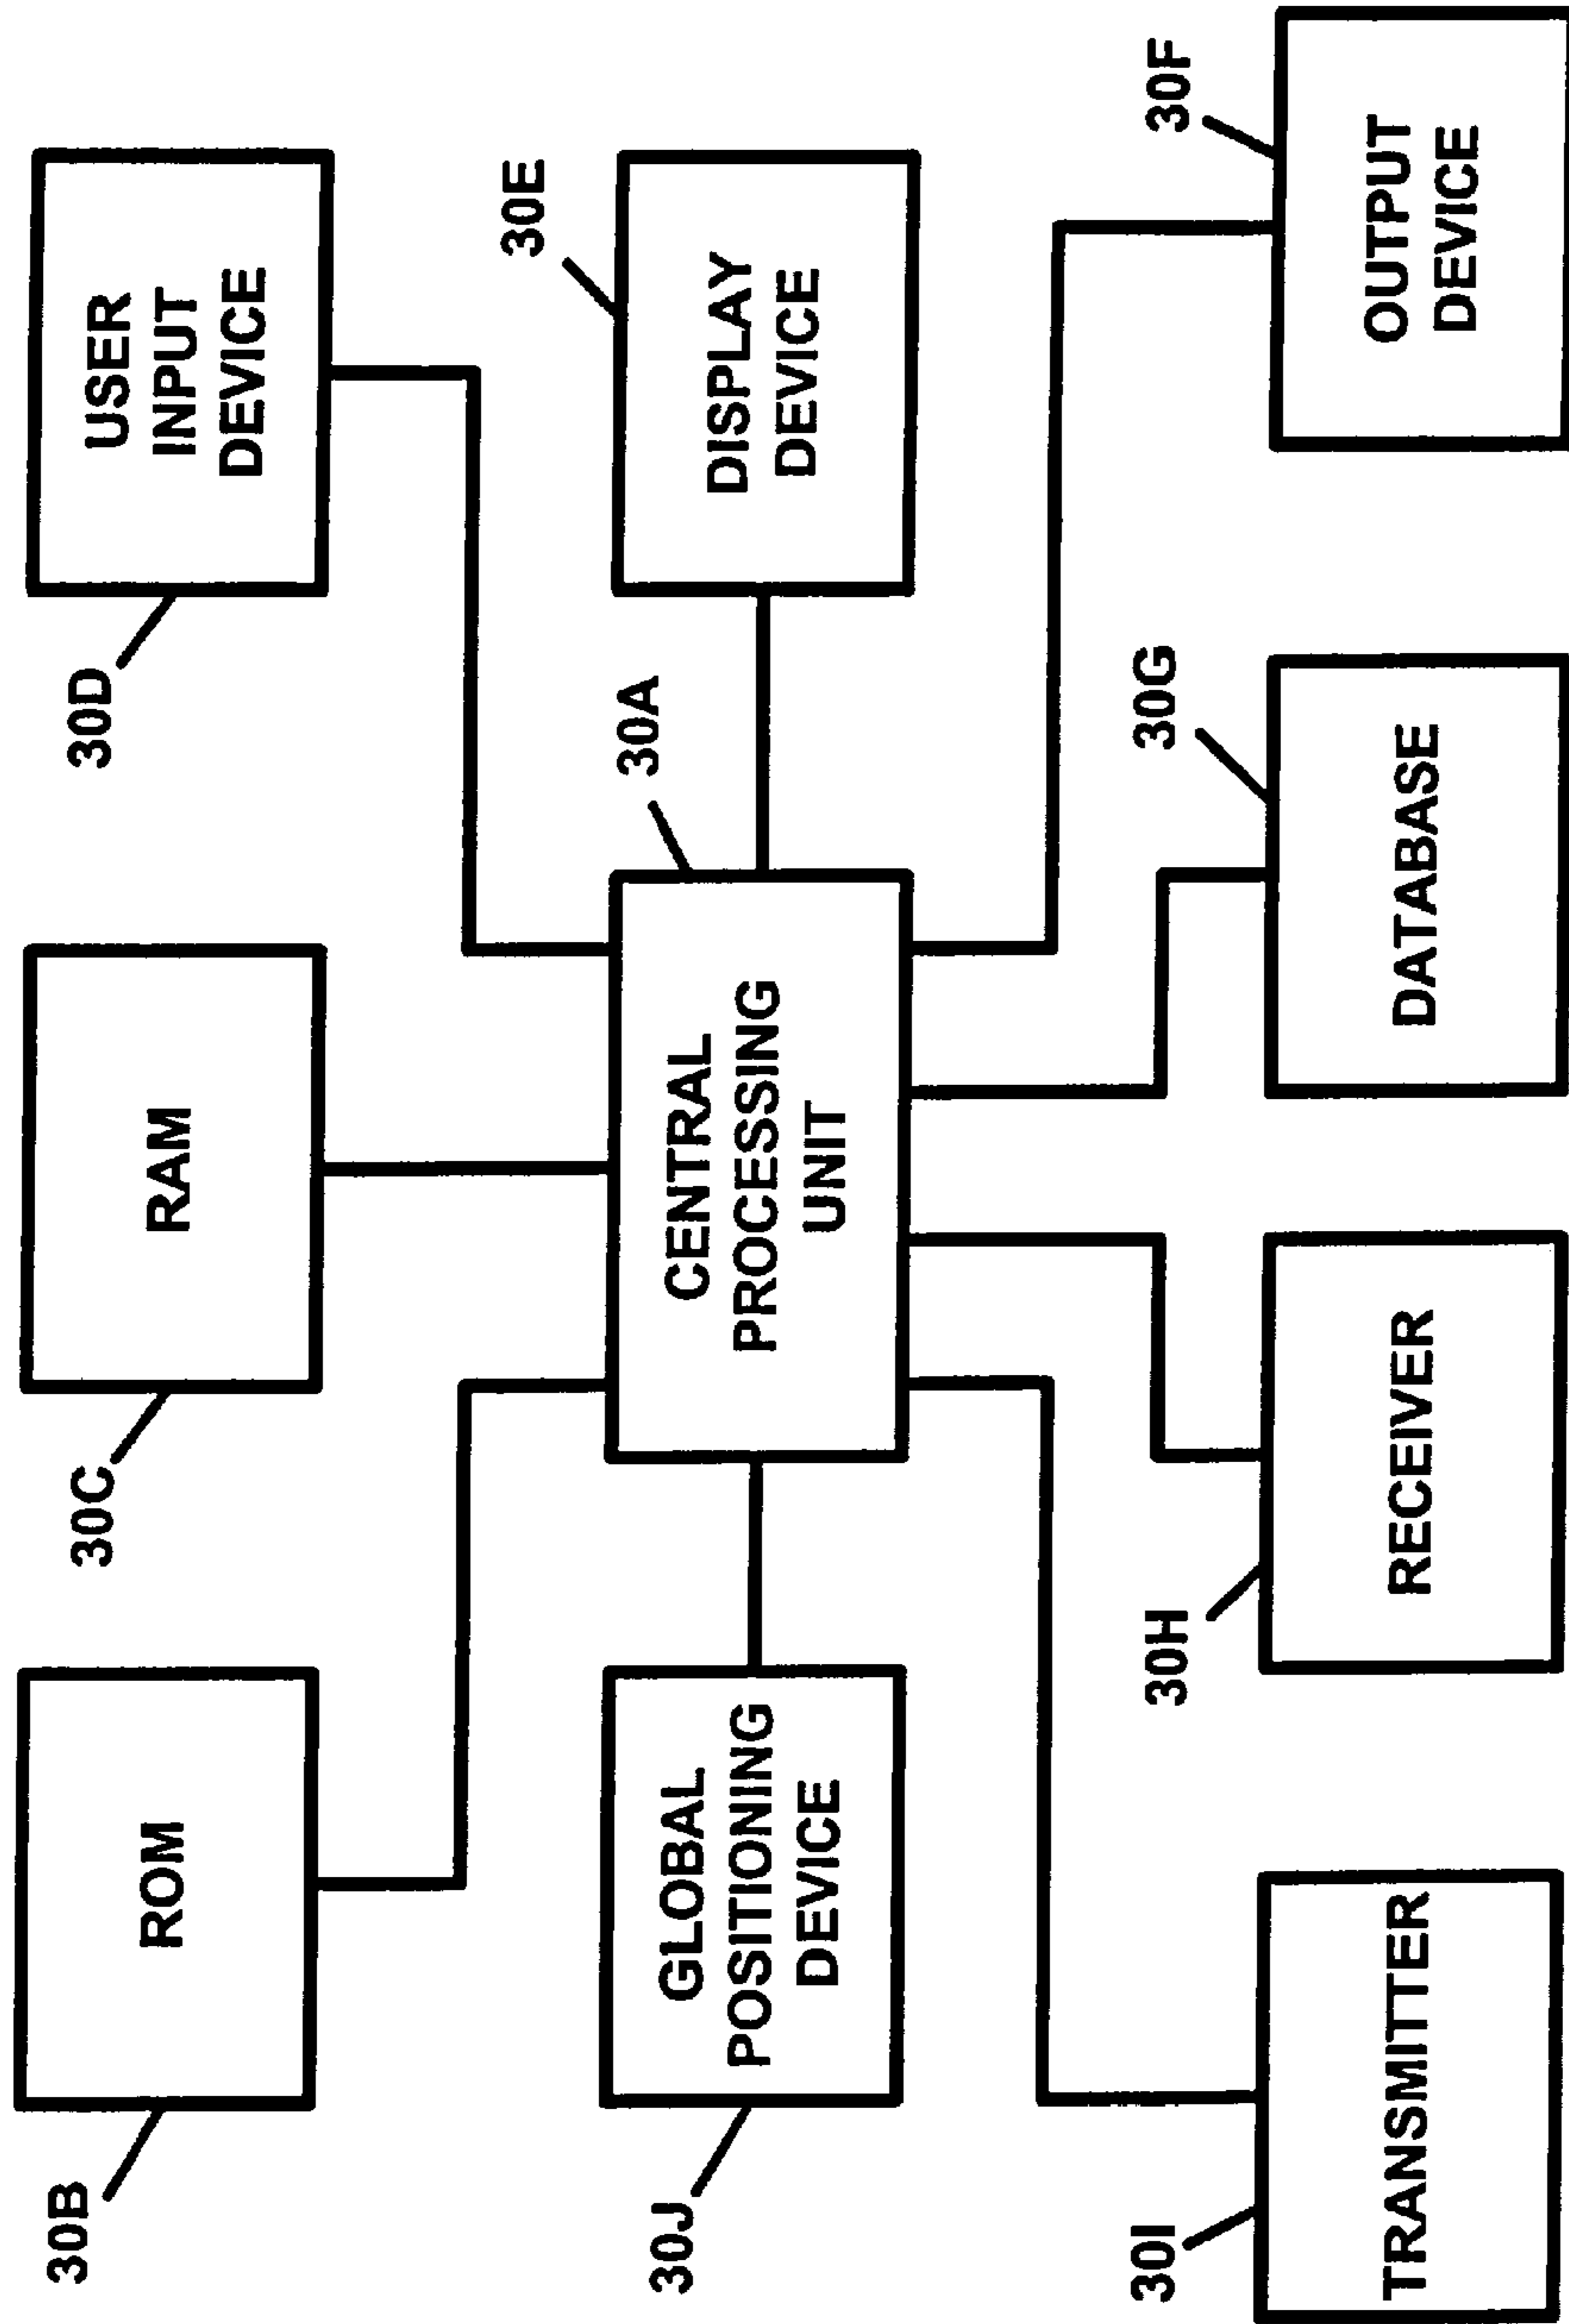 30B
ROM
30C
RAM
30D
USER
INPUT
DEVICE
30J
GLOBAL
POSITIONING
DEVICE
30A
CENTRAL
PROCESSING
UNIT
30E
DISPLAY
DEVICE
30I
TRANSMITTER
30H
RECEIVER
30G
DATABASE
30F
OUTPUT
DEVICE